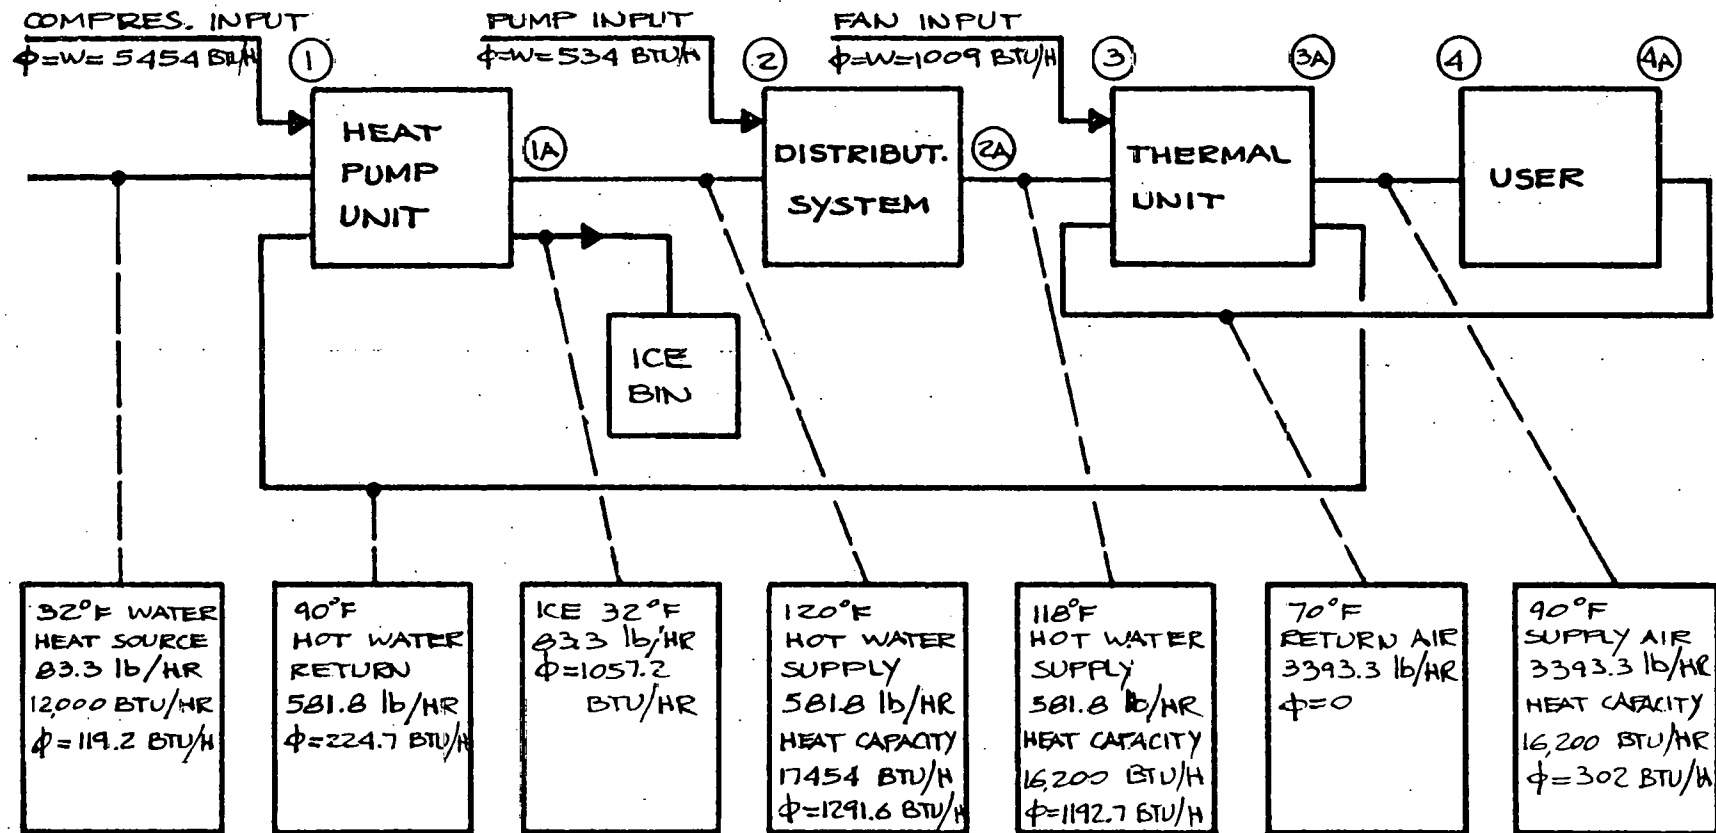 COMPRES. INPUT
ϕ=W= 5454 BTU/H
PUMP INPUT
ϕ=W=534 BTU/H
FAN INPUT
ϕ=W=1009 BTU/H
1
2
3
3A
4
4A
HEAT
PUMP
UNIT
1A
DISTRIBUT.
SYSTEM
2A
THERMAL
UNIT
USER
ICE
BIN
32°F WATER
HEAT SOURCE
83.3 lb/HR
12,000 BTU/HR
ϕ=119.2 BTU/H
90°F
HOT WATER
RETURN
581.8 lb/HR
ϕ=224.7 BTU/H
ICE 32°F
83.3 lb/HR
ϕ=1057.2
BTU/HR
120°F
HOT WATER
SUPPLY
581.8 lb/HR
HEAT CAPACITY
17454 BTU/H
ϕ=1291.6 BTU/H
118°F
HOT WATER
SUPPLY
581.8 lb/HR
HEAT CAPACITY
16,200 BTU/H
ϕ=1192.7 BTU/H
70°F
RETURN AIR
3393.3 lb/HR
ϕ=0
90°F
SUPPLY AIR
3393.3 lb/HR
HEAT CAPACITY
16,200 BTU/HR
ϕ=302 BTU/H